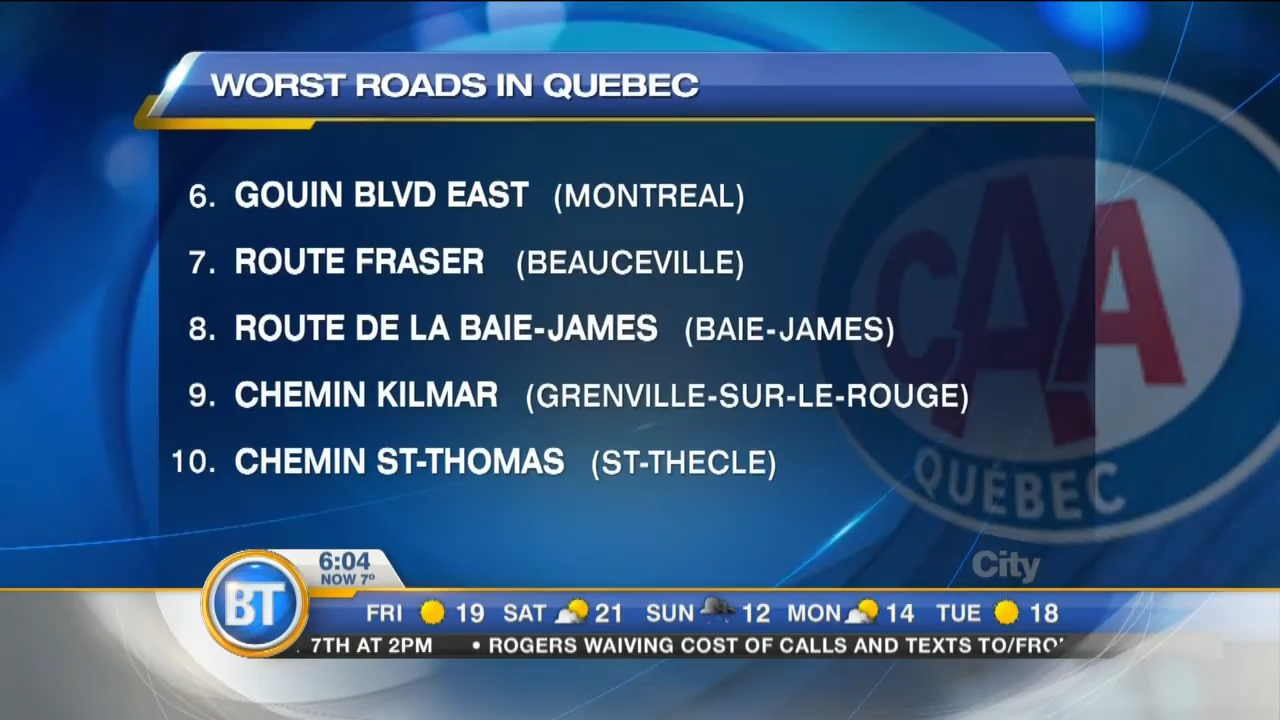 WORST ROADS IN QUEBEC
6. GOUIN BLVD EAST (MONTREAL)
7. ROUTE FRASER (BEAUCEVILLE)
8. ROUTE DE LA BAIE-JAMES (BAIE-JAMES)
9. CHEMIN KILMAR (GRENVILLE-SUR-LE-ROUGE)
10. CHEMIN ST-THOMAS (ST-THECLE)
CAA
QUÉBEC
City
6:04
NOW 7º
BT
FRI 19 SAT 21 SUN 12 MON 14 TUE 18
. 7TH AT 2PM • ROGERS WAIVING COST OF CALLS AND TEXTS TO/FRO